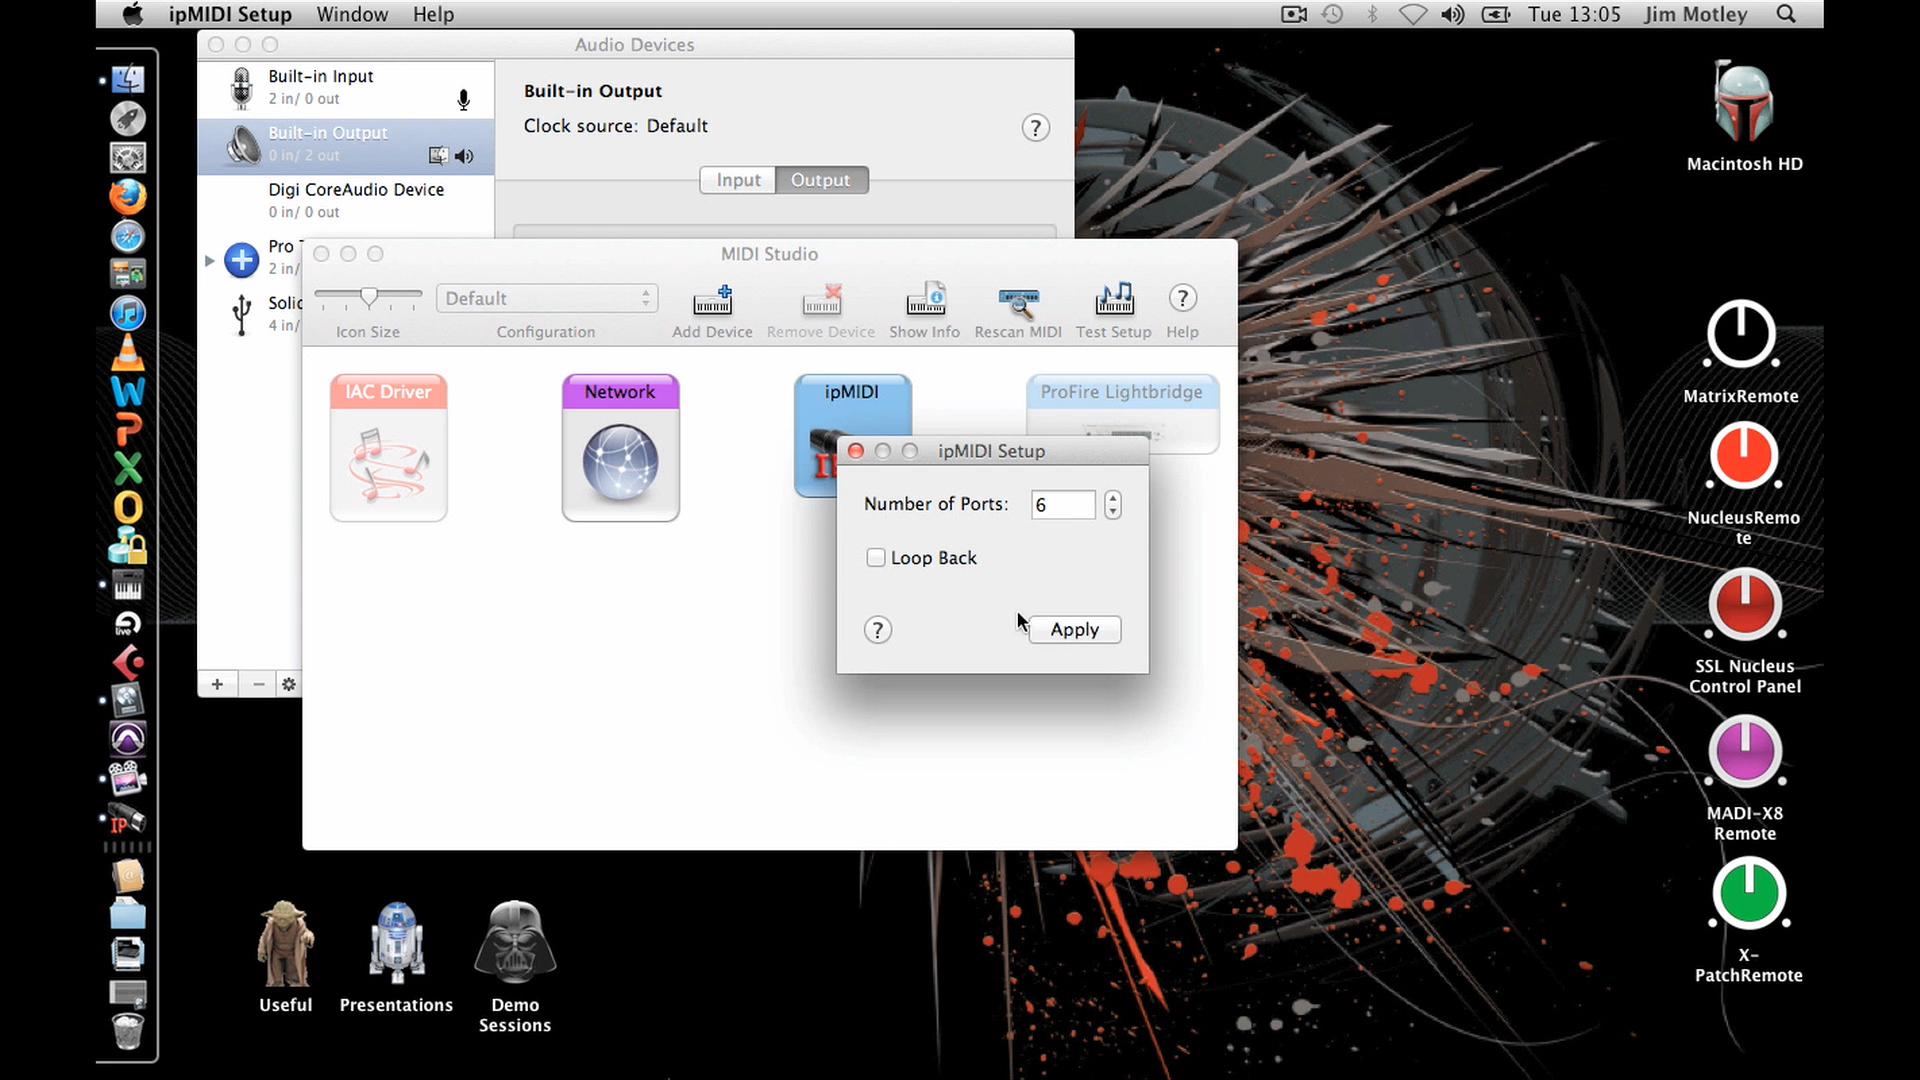 ipMIDI Setup Window Help
Tue 13:05 Jim Motley
Audio Devices
Built-in Input
2 in/ 0 out
Built-in Output
0 in/ 2 out
Digi CoreAudio Device
0 in/ 0 out
Pro T
2 in/
Solid
4 in/
Built-in Output
Clock source: Default
?
Input Output
MIDI Studio
Default
?
Icon Size Configuration Add Device Remove Device Show Info Rescan MIDI Test Setup Help
IAC Driver
Network
ipMIDI
ProFire Lightbridge
ipMIDI Setup
Number of Ports: 6
Loop Back
? Apply
Macintosh HD
MatrixRemote
NucleusRemo
te
SSL Nucleus
Control Panel
MADI-X8
Remote
X-
PatchRemote
live
IP
Useful
Presentations
Demo
Sessions